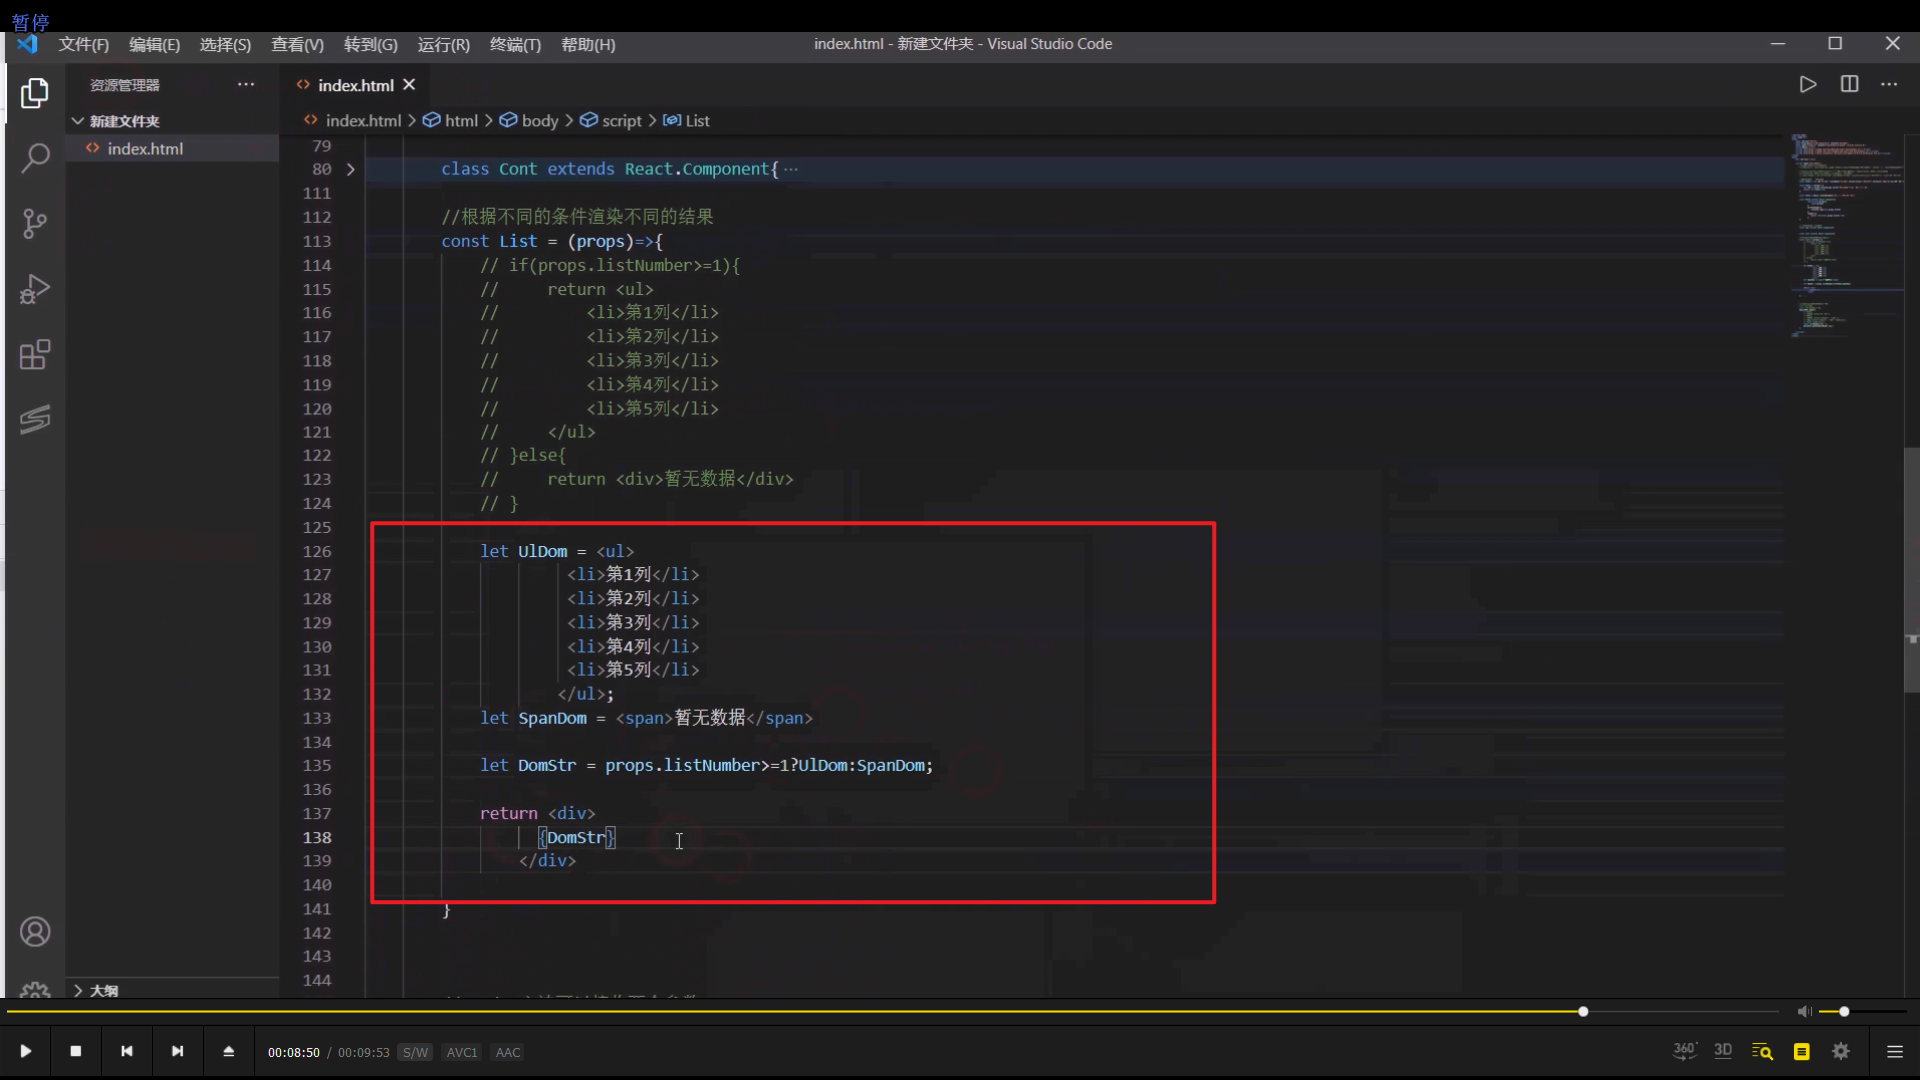 暂停
文件(F) 编辑(E) 选择(S) 查看(V) 转到(G) 运行(R) 终端(T) 帮助(H) index.html - 新建文件夹 - Visual Studio Code
资源管理器 ··· index.html
新建文件夹 index.html > html > body > script > List
index.html
79
80 class Cont extends React.Component{ ···
111
112 //根据不同的条件渲染不同的结果
113 const List = (props)=>{
114 // if(props.listNumber>=1){
115 // return <ul>
116 // <li>第1列</li>
117 // <li>第2列</li>
118 // <li>第3列</li>
119 // <li>第4列</li>
120 // <li>第5列</li>
121 // </ul>
122 // }else{
123 // return <div>暂无数据</div>
124 // }
125
126 let UlDom = <ul>
127 <li>第1列</li>
128 <li>第2列</li>
129 <li>第3列</li>
130 <li>第4列</li>
131 <li>第5列</li>
132 </ul>;
133 let SpanDom = <span>暂无数据</span>
134
135 let DomStr = props.listNumber>=1?UlDom:SpanDom;
136
137 return <div>
138 {DomStr}
139 </div>
140
141 }
142
143
144
大纲
00:08:50 / 00:09:53 S/W AVC1 AAC 360° 3D